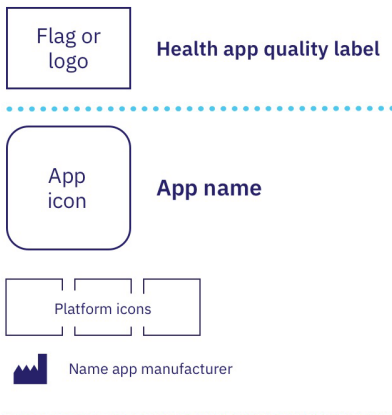 Flag or
logo
Health app quality label
App
icon
App name
Platform icons
Name app manufacturer